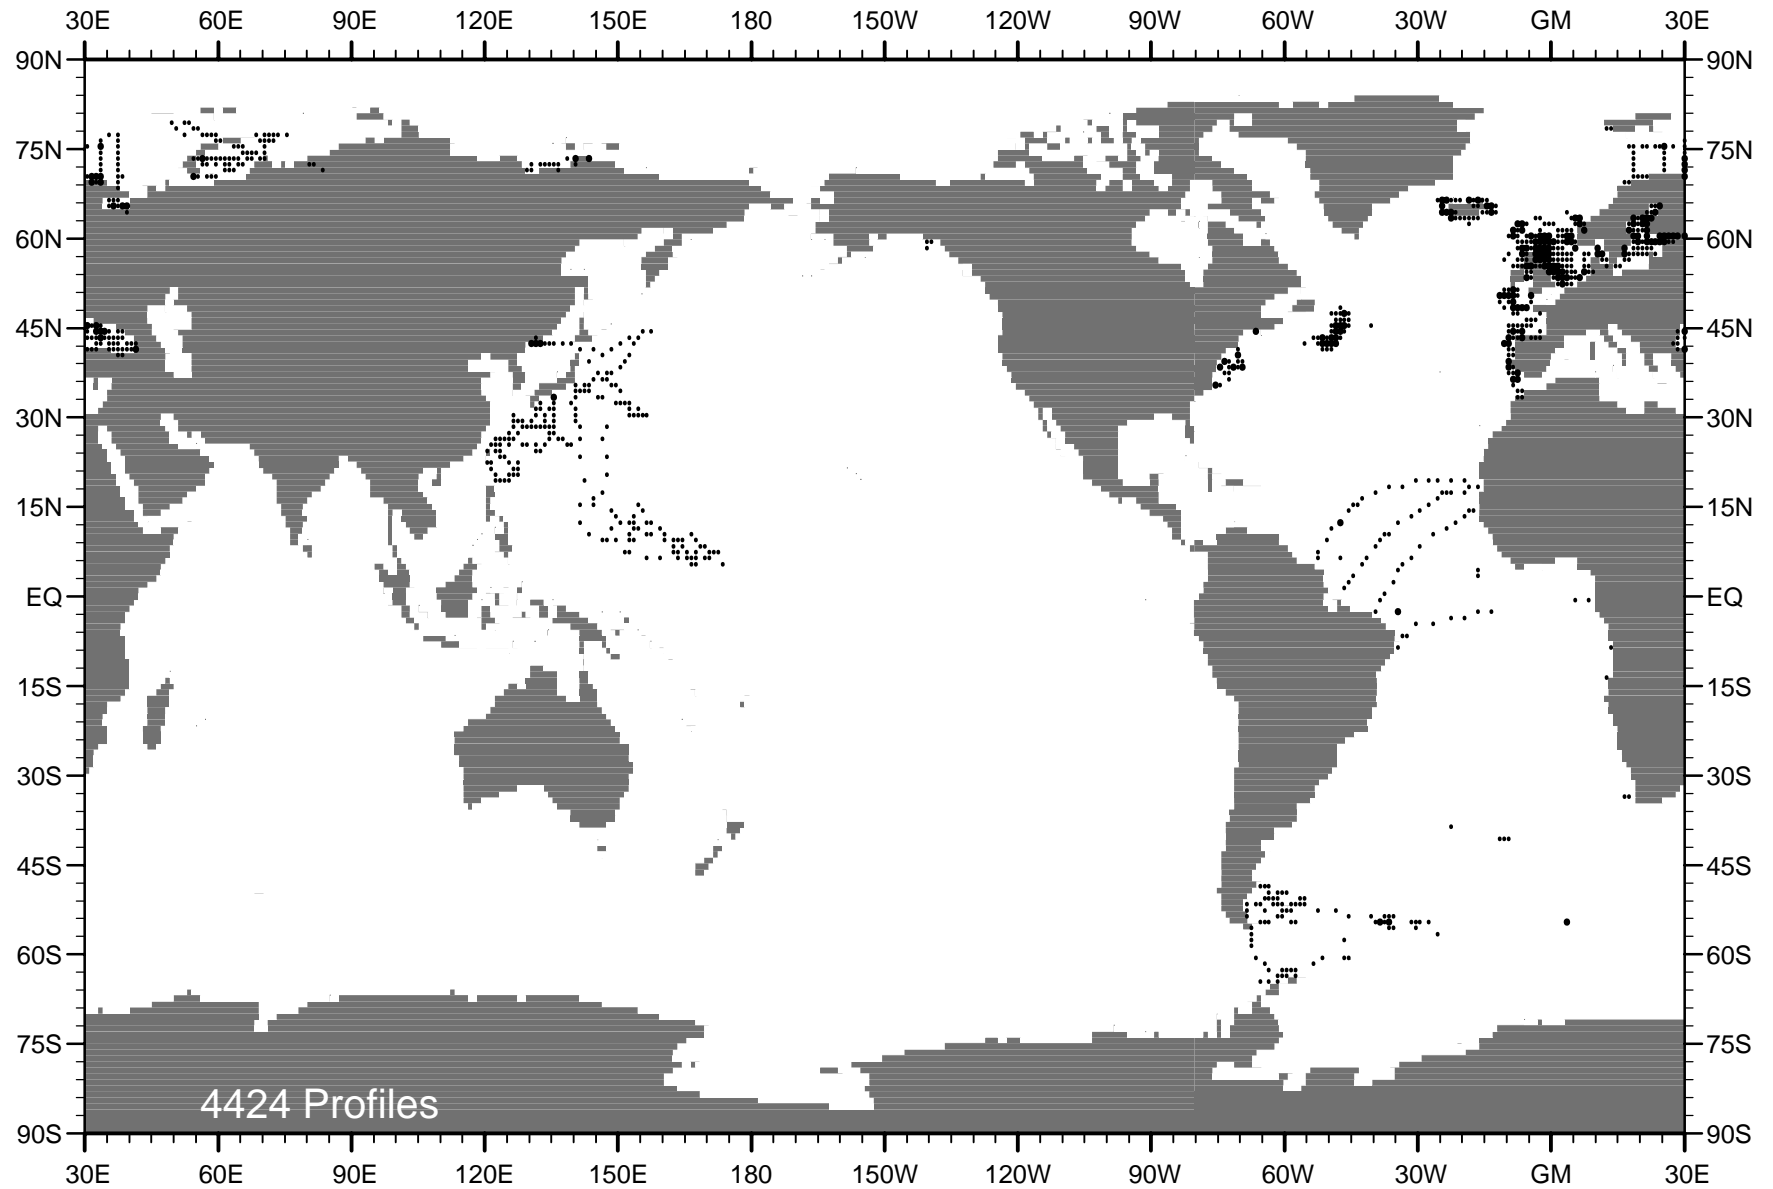 30E 60E 90E 120E 150E 180 150W 120W 90W 60W 30W GM 30E
90N 90N
75N 75N
60N 60N
45N 45N
30N 30N
15N 15N
EQ EQ
15S 15S
30S 30S
45S 45S
60S 60S
75S 75S
4424 Profiles
90S 90S
30E 60E 90E 120E 150E 180 150W 120W 90W 60W 30W GM 30E